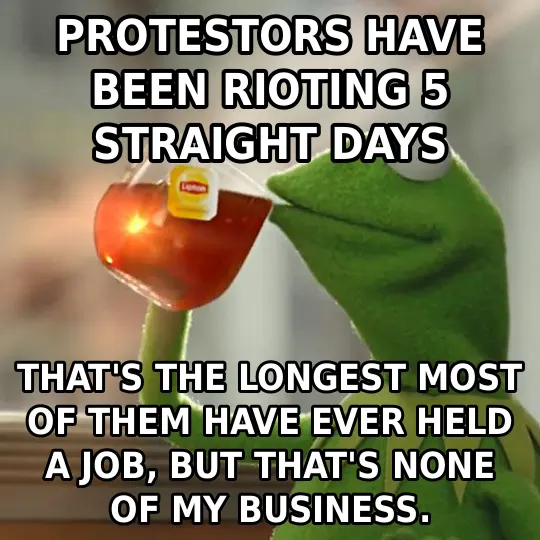 PROTESTORS HAVE
BEEN RIOTING 5
STRAIGHT DAYS
Lipton
THAT'S THE LONGEST MOST
OF THEM HAVE EVER HELD
A JOB, BUT THAT'S NONE
OF MY BUSINESS.